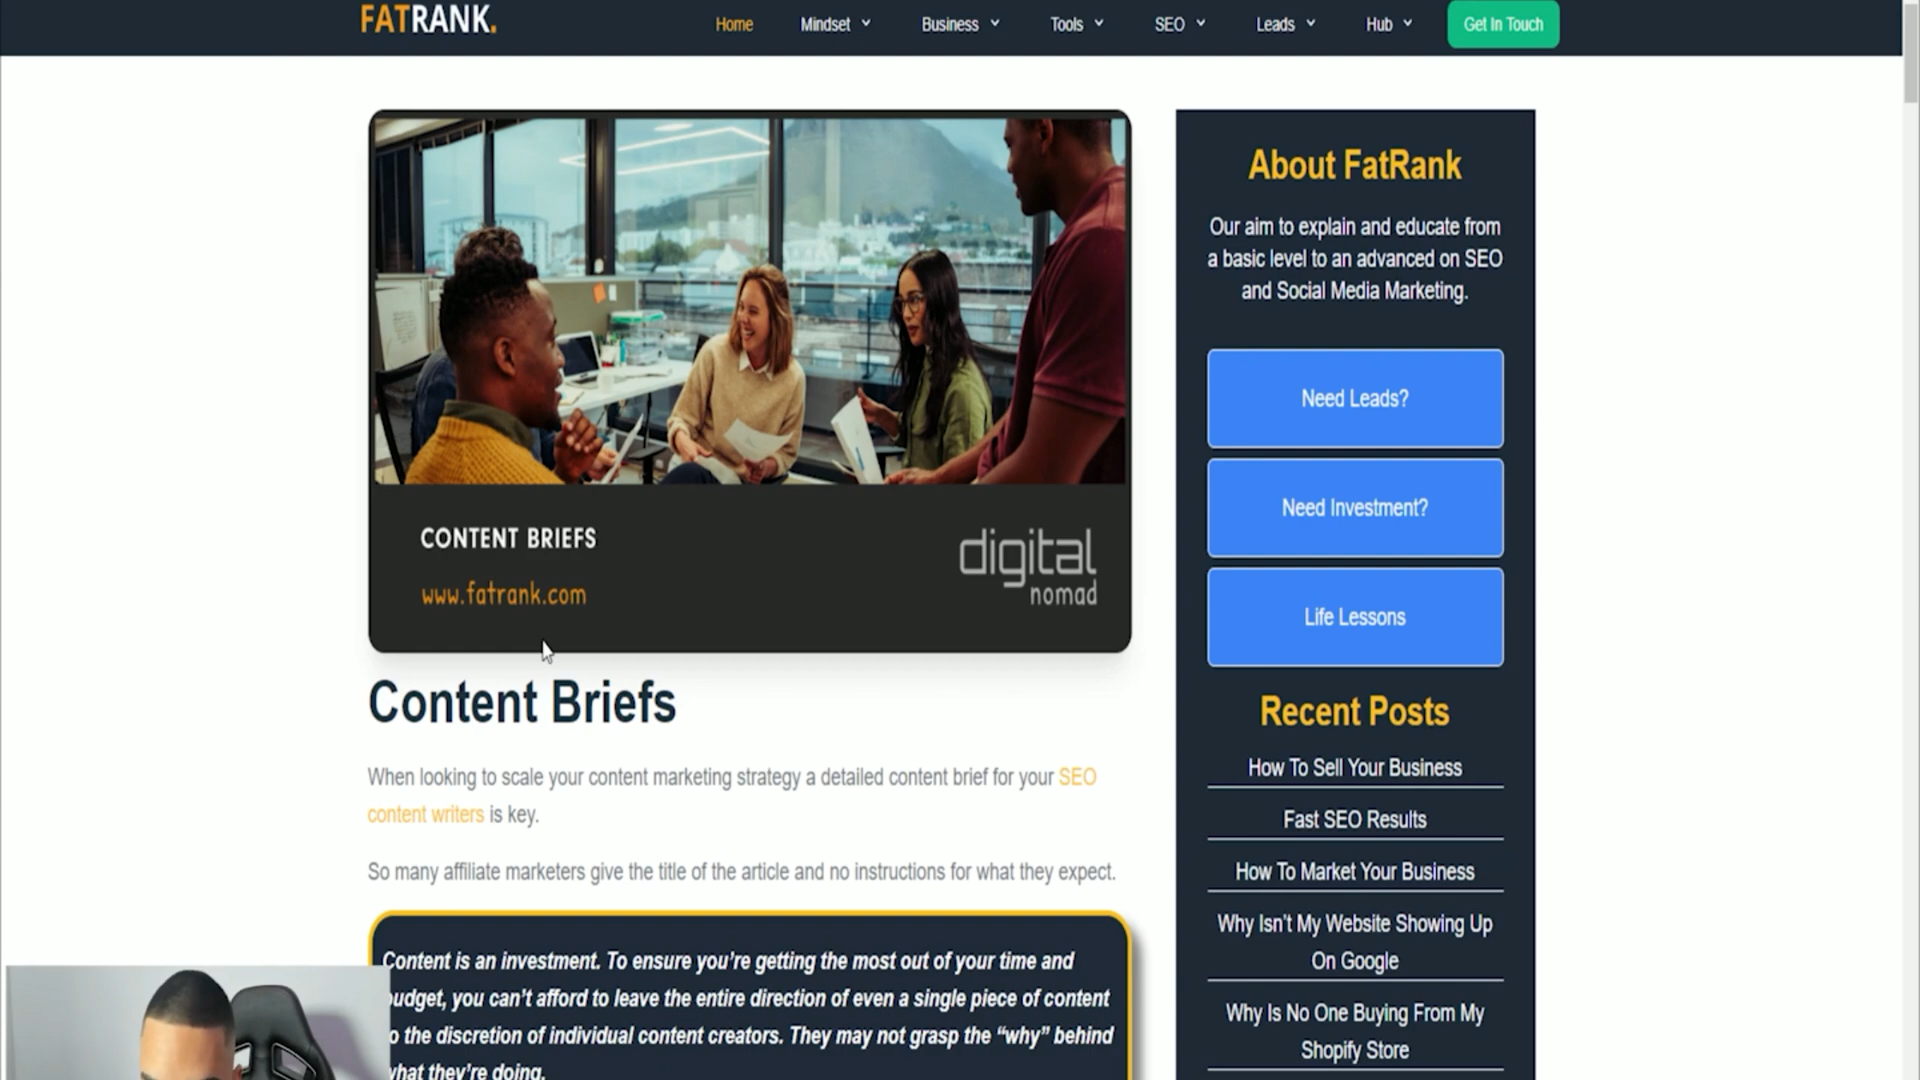 FATRANK.
Home Mindset Business Tools SEO Leads Hub Get In Touch
CONTENT BRIEFS
www.fatrank.com
digital
nomad
Content Briefs
When looking to scale your content marketing strategy a detailed content brief for your SEO
content writers is key.
So many affiliate marketers give the title of the article and no instructions for what they expect.
Content is an investment. To ensure you're getting the most out of your time and
budget, you can't afford to leave the entire direction of even a single piece of content
o the discretion of individual content creators. They may not grasp the “why” behind
what they're doing.
About FatRank
Our aim to explain and educate from
a basic level to an advanced on SEO
and Social Media Marketing.
Need Leads?
Need Investment?
Life Lessons
Recent Posts
How To Sell Your Business
Fast SEO Results
How To Market Your Business
Why Isn't My Website Showing Up
On Google
Why Is No One Buying From My
Shopify Store